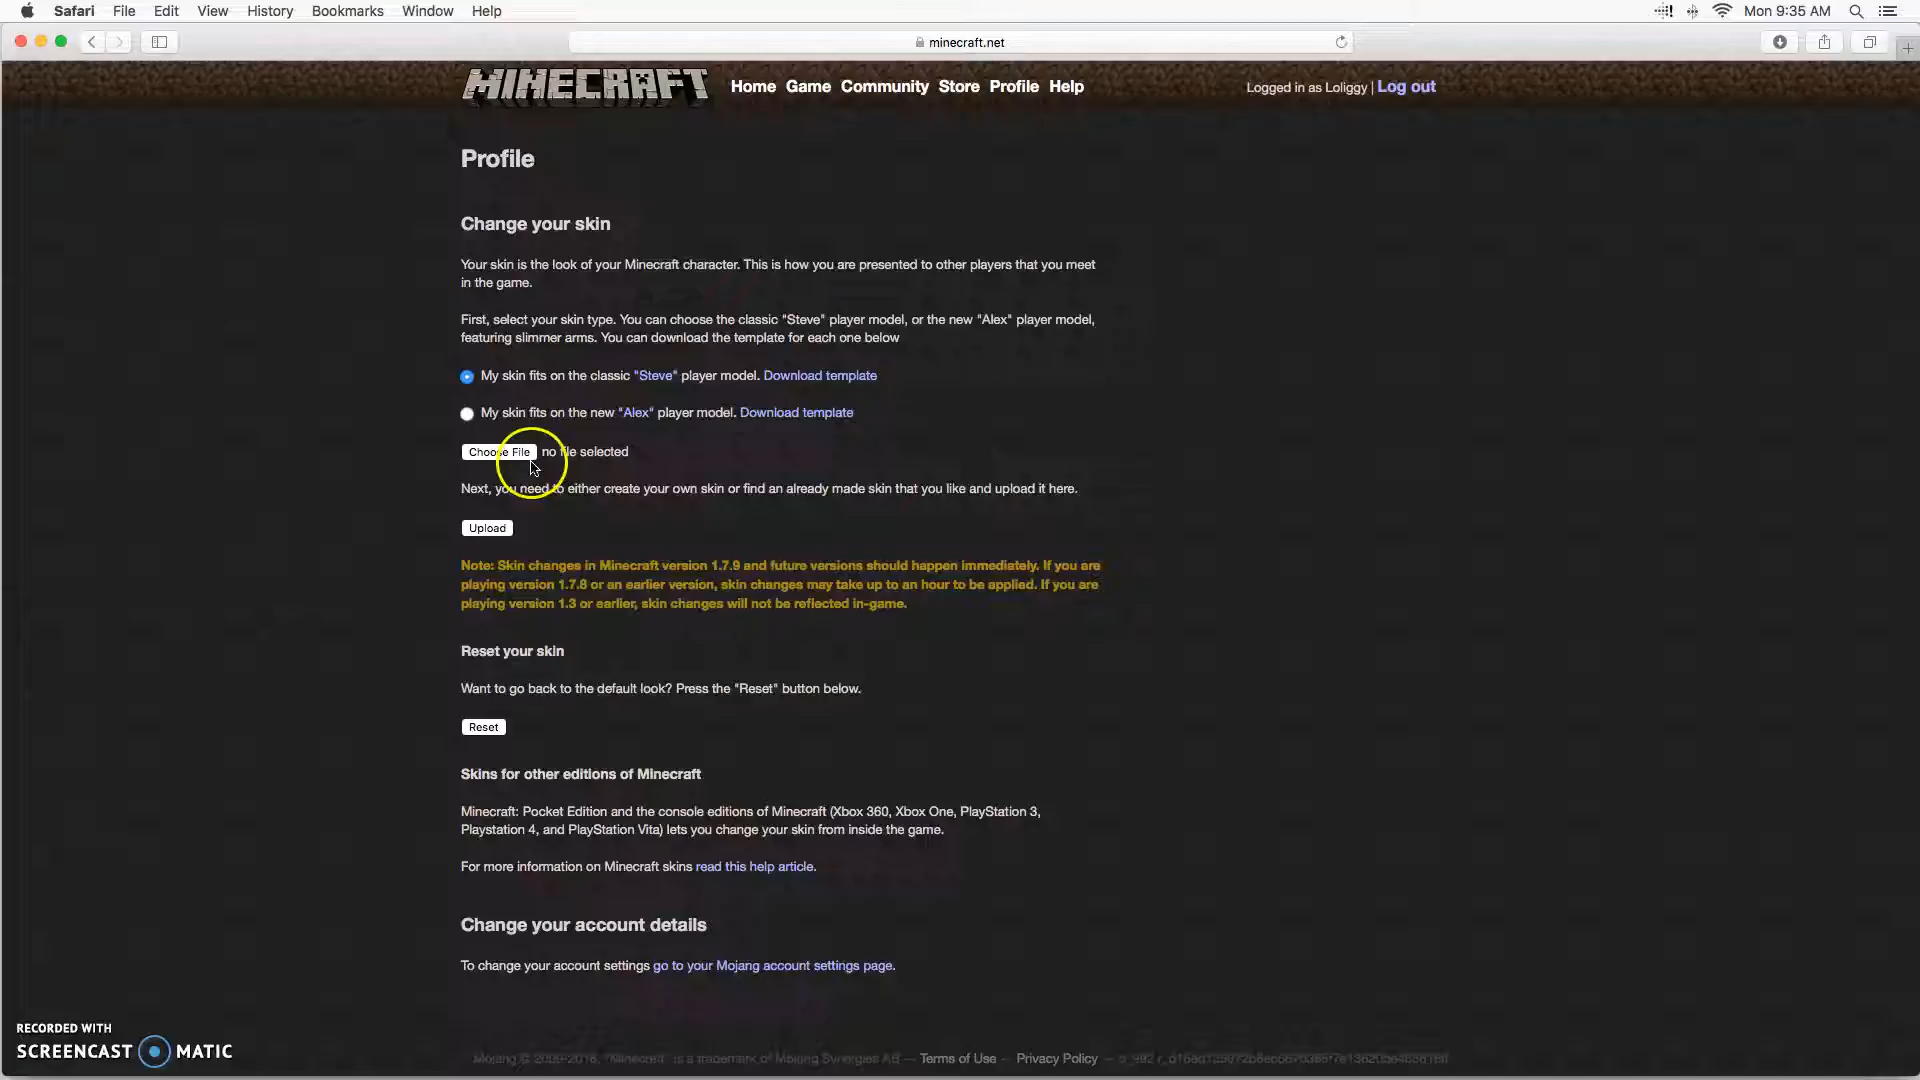 Safari File Edit View History Bookmarks Window Help Mon 9:35 AM
minecraft.net
MINECRAFT Home Game Community Store Profile Help Logged in as Loliggy | Log out
Profile
Change your skin
Your skin is the look of your Minecraft character. This is how you are presented to other players that you meet
in the game.
First, select your skin type. You can choose the classic "Steve" player model, or the new "Alex" player model,
featuring slimmer arms. You can download the template for each one below
My skin fits on the classic "Steve" player model. Download template
My skin fits on the new "Alex" player model. Download template
Choose File no file selected
Next, you need to either create your own skin or find an already made skin that you like and upload it here.
Upload
Note: Skin changes in Minecraft version 1.7.9 and future versions should happen immediately. If you are
playing version 1.7.8 or an earlier version, skin changes may take up to an hour to be applied. If you are
playing version 1.3 or earlier, skin changes will not be reflected in-game.
Reset your skin
Want to go back to the default look? Press the "Reset" button below.
Reset
Skins for other editions of Minecraft
Minecraft: Pocket Edition and the console editions of Minecraft (Xbox 360, Xbox One, PlayStation 3,
Playstation 4, and PlayStation Vita) lets you change your skin from inside the game.
For more information on Minecraft skins read this help article.
Change your account details
To change your account settings go to your Mojang account settings page.
RECORDED WITH
SCREENCAST MATIC
Mojang © 2009-2016. "Minecraft" is a trademark of Mojang Synergies AB — Terms of Use — Privacy Policy —